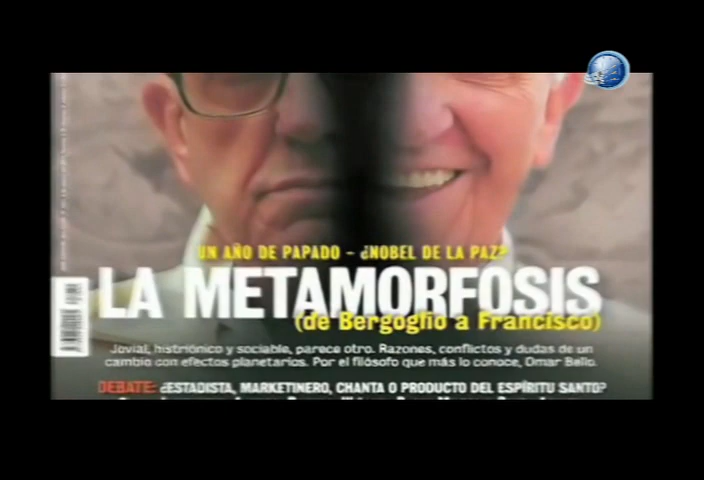 UN AÑO DE PAPADO - ¿NOBEL DE LA PAZ?
LA METAMORFOSIS
(de Bergoglio a Francisco)
Jovial, histriónico y sociable, parece otro. Razones, conflictos y dudas de un
cambio con efectos planetarios. Por el filósofo que más lo conoce, Omar Bello.
DEBATE: ¿ESTADISTA, MARKETINERO, CHANTA O PRODUCTO DEL ESPÍRITU SANTO?